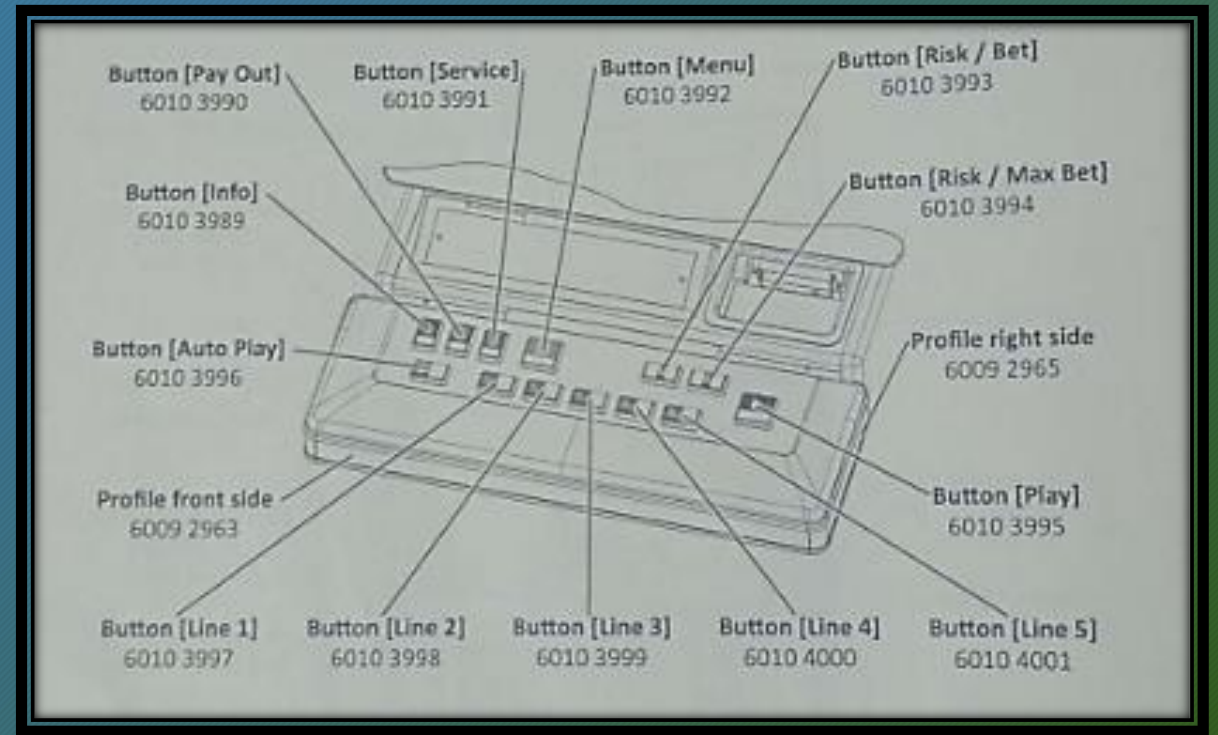 Button [Pay Out]
6010 3990
Button [Service]
6010 3991
Button [Menu]
6010 3992
Button [Risk / Bet]
6010 3993
Button [Info]
6010 3989
Button [Risk / Max Bet]
6010 3994
Button [Auto Play]
6010 3996
Profile right side
6009 2965
Profile front side
6009 2963
Button [Play]
6010 3995
Button [Line 1]
6010 3997
Button [Line 2]
6010 3998
Button [Line 3]
6010 3999
Button [Line 4]
6010 4000
Button [Line 5]
6010 4001